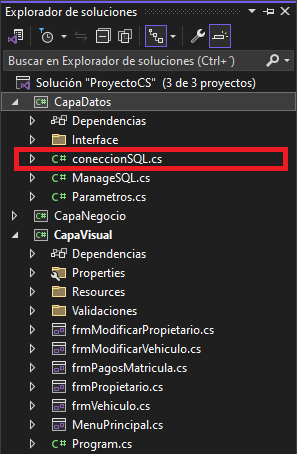 Explorador de soluciones
Buscar en Explorador de soluciones (Ctrl+´)
Solución "ProyectoCS" (3 de 3 proyectos)
C# CapaDatos
Dependencias
Interface
C# coneccionSQL.cs
C# ManageSQL.cs
C# Parametros.cs
C# CapaNegocio
C# CapaVisual
Dependencias
Properties
Resources
Validaciones
frmModificarPropietario.cs
frmModificarVehiculo.cs
frmPagosMatricula.cs
frmPropietario.cs
frmVehiculo.cs
MenuPrincipal.cs
C# Program.cs